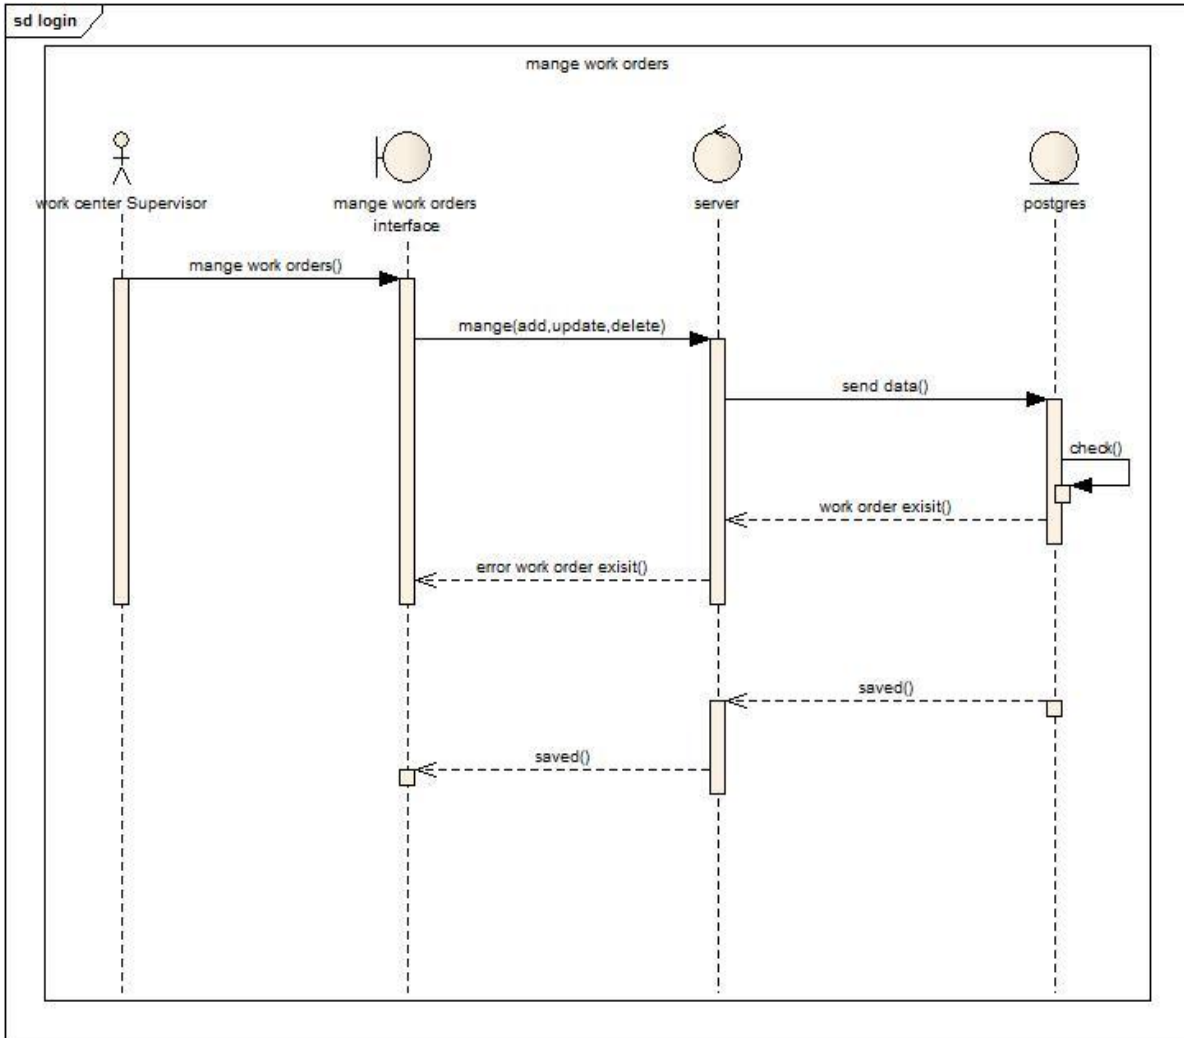 sd login
mange work orders
work center Supervisor
mange work orders
interface
server
postgres
mange work orders()
mange(add,update,delete)
send data()
check()
work order exisit()
error work order exisit()
saved()
saved()